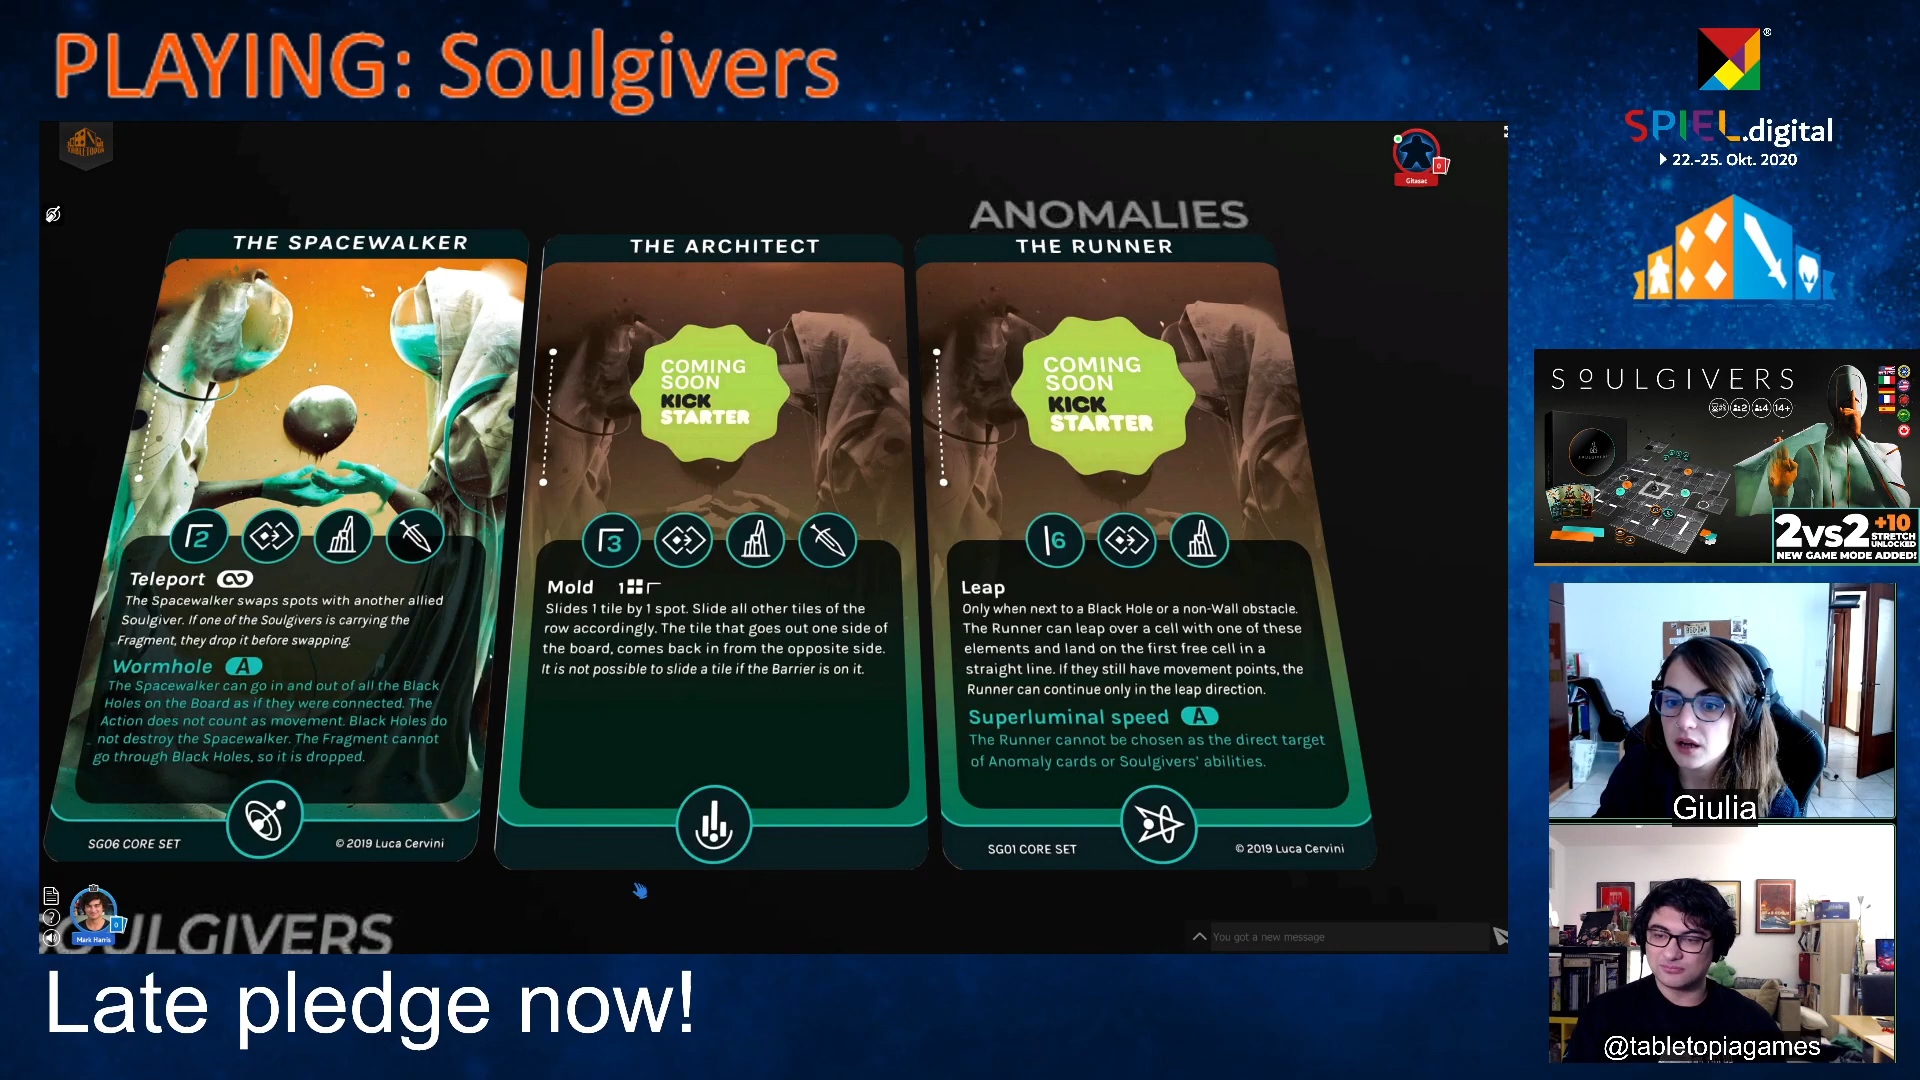 PLAYING: Soulgivers
SPIEL.digital
22.-25. Okt. 2020
TABLETOPIA
0
Gitasac
ANOMALIES
THE SPACEWALKER
2
Teleport
The Spacewalker swaps spots with another allied
Soulgiver. If one of the Soulgivers is carrying the
Fragment, they drop it before swapping.
Wormhole A
The Spacewalker can go in and out of all the Black
Holes on the Board as if they were connected. The
Action does not count as movement. Black Holes do
not destroy the Spacewalker. The Fragment cannot
go through Black Holes, so it is dropped.
SG06 CORE SET
© 2019 Luca Cervini
THE ARCHITECT
COMING
SOON
KICK
STARTER
3
Mold 1
Slides 1 tile by 1 spot. Slide all other tiles of the
row accordingly. The tile that goes out one side of
the board, comes back in from the opposite side.
It is not possible to slide a tile if the Barrier is on it.
THE RUNNER
COMING
SOON
KICK
STARTER
6
Leap
Only when next to a Black Hole or a non-Wall obstacle.
The Runner can leap over a cell with one of these
elements and land on the first free cell in a
straight line. If they still have movement points, the
Runner can continue only in the leap direction.
Superluminal speed A
The Runner cannot be chosen as the direct target
of Anomaly cards or Soulgivers' abilities.
SG01 CORE SET
© 2019 Luca Cervini
SOULGIVERS
2
4
14+
2vs2 +10
STRETCH
UNLOCKED
NEW GAME MODE ADDED!
Giulia
@tabletopiagames
?
0
Mark Harris
OULGIVERS
You got a new message
Late pledge now!